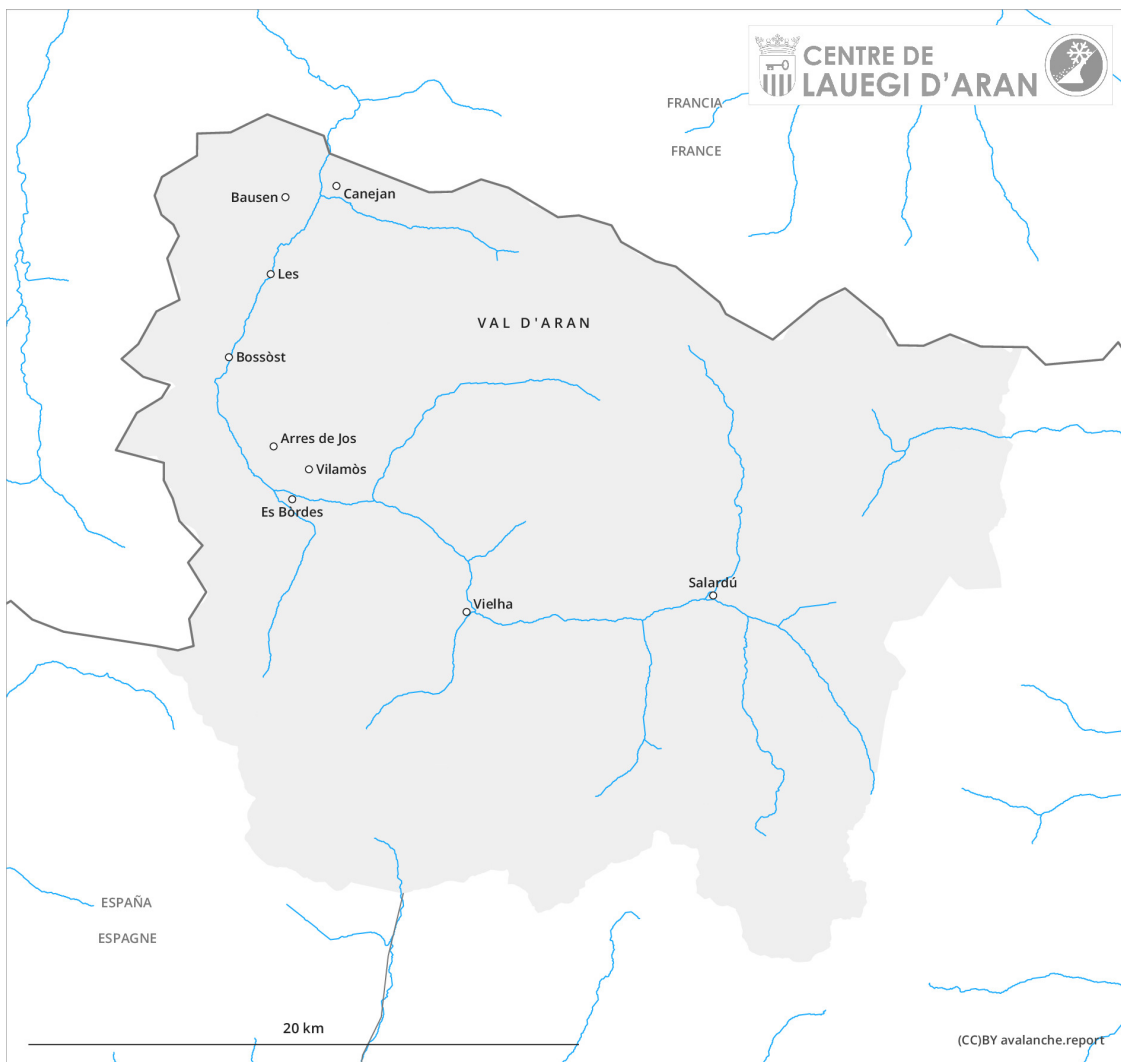 CENTRE DE
LAUEGI D'ARAN
FRANCIA
FRANCE
Bausen
Canejan
Les
VAL D'ARAN
Bossòst
Arres de Jos
Vilamòs
Es Bòrdes
Salardú
Vielha
ESPAÑA
ESPAGNE
20 km
(CC)BY avalanche.report